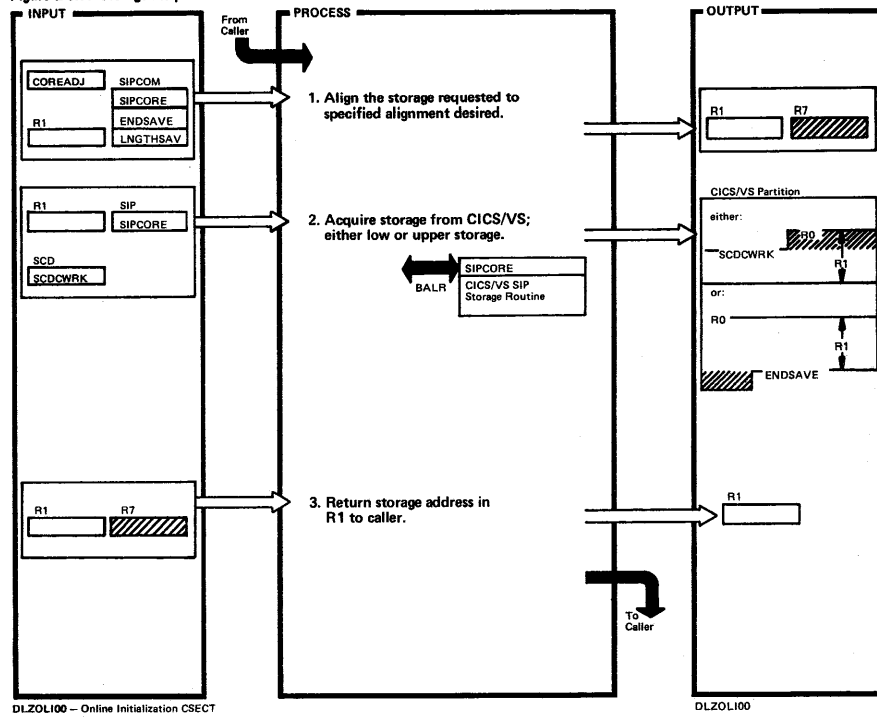 INPUT
PROCESS
OUTPUT
From
Caller
COREADJ
SIPCOM
SIPCORE
ENDSAVE
LNGTHSAV
R1
1. Align the storage requested to
specified alignment desired.
R1
R7
R1
SIP
SIPCORE
SCD
SCDCWRK
2. Acquire storage from CICS/VS;
either low or upper storage.
BALR
SIPCORE
CICS/VS SIP
Storage Routine
CICS/VS Partition
either:
R0
SCDCWRK
R1
or:
R0
R1
ENDSAVE
R1
R7
3. Return storage address in
R1 to caller.
R1
To
Caller
DLZOLI00 – Online Initialization CSECT
DLZOLI00